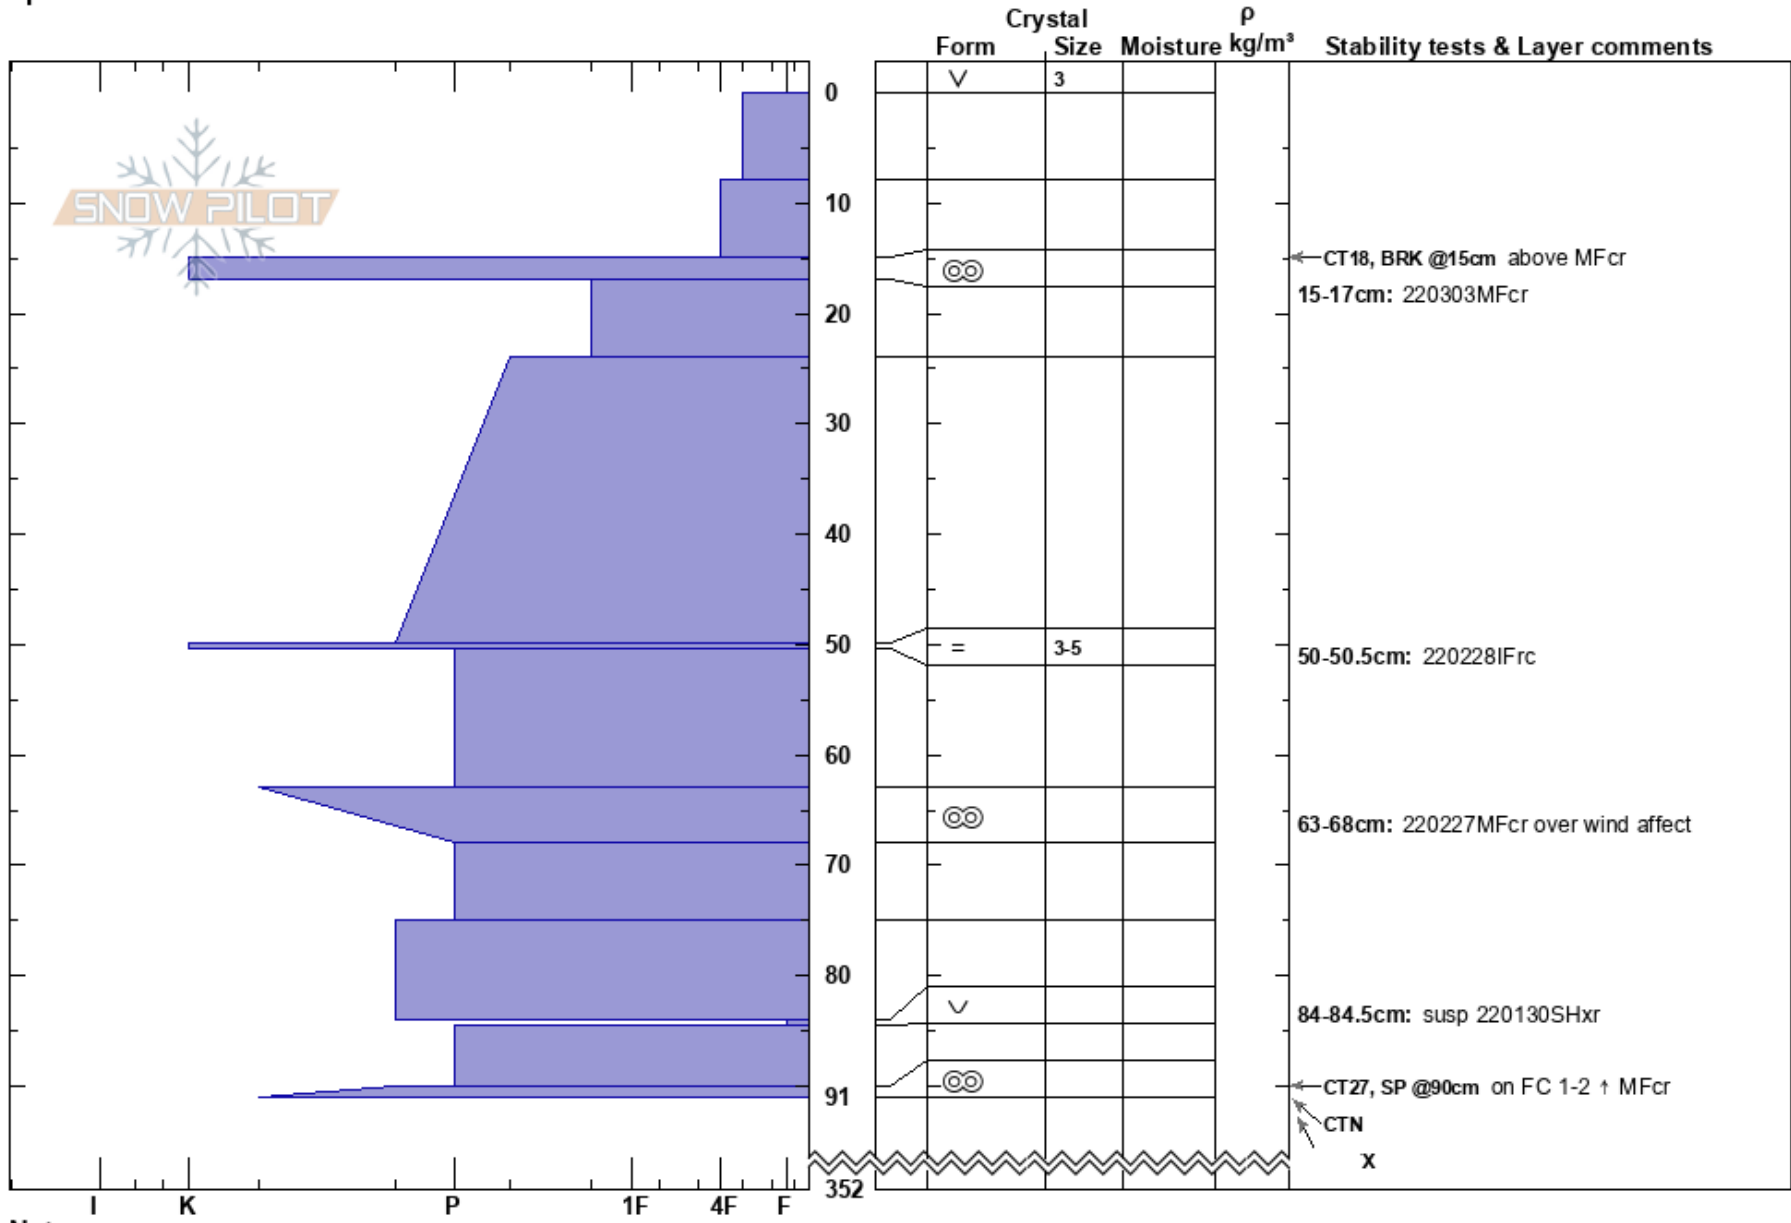 Crystal ρ
Form Size Moisture kg/m³ Stability tests & Layer comments
3
0
SNOW PILOT
10
CT18, BRK @15cm above MFcr
15-17cm: 220303MFcr
20
30
40
50 = 3-5 50-50.5cm: 220228IFrc
60
63-68cm: 220227MFcr over wind affect
70
80
84-84.5cm: susp 220130SHxr
CT27, SP @90cm on FC 1-2 ↑ MFcr
91
CTN
X
352
I K P 1F 4F F